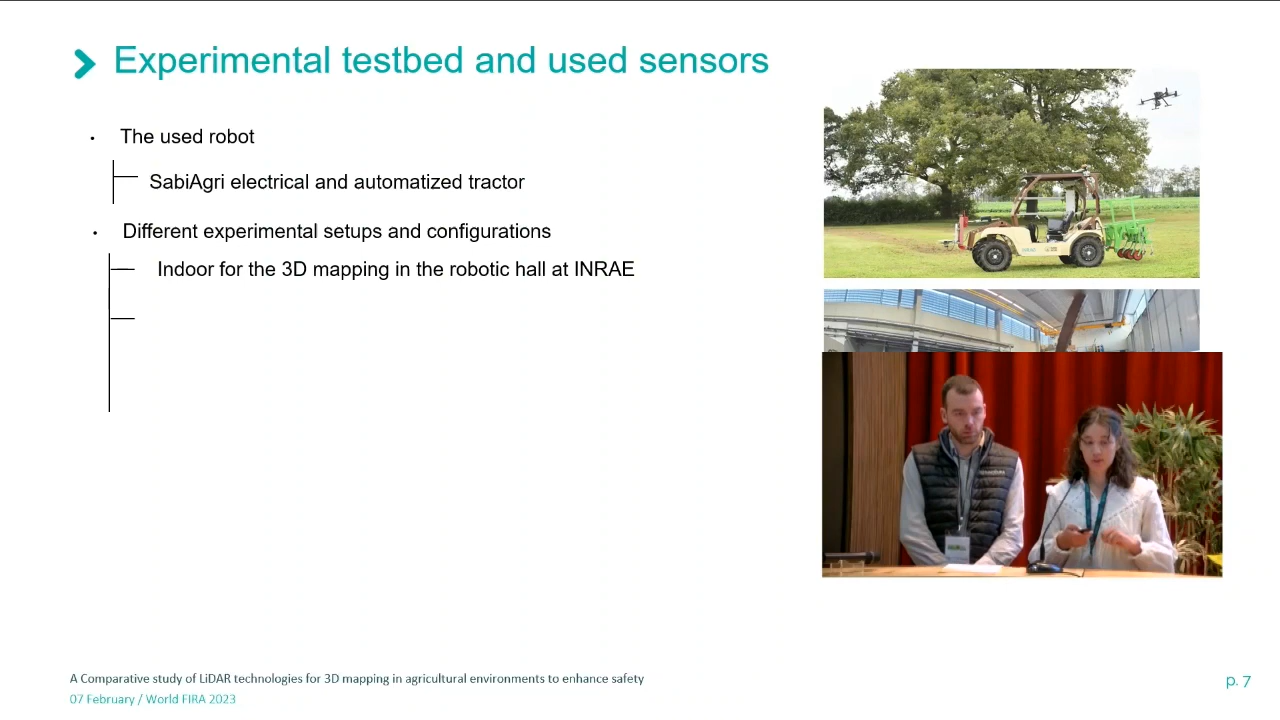 Experimental testbed and used sensors
The used robot
SabiAgri electrical and automatized tractor
Different experimental setups and configurations
Indoor for the 3D mapping in the robotic hall at INRAE
A Comparative study of LiDAR technologies for 3D mapping in agricultural environments to enhance safety
07 February / World FIRA 2023
p. 7